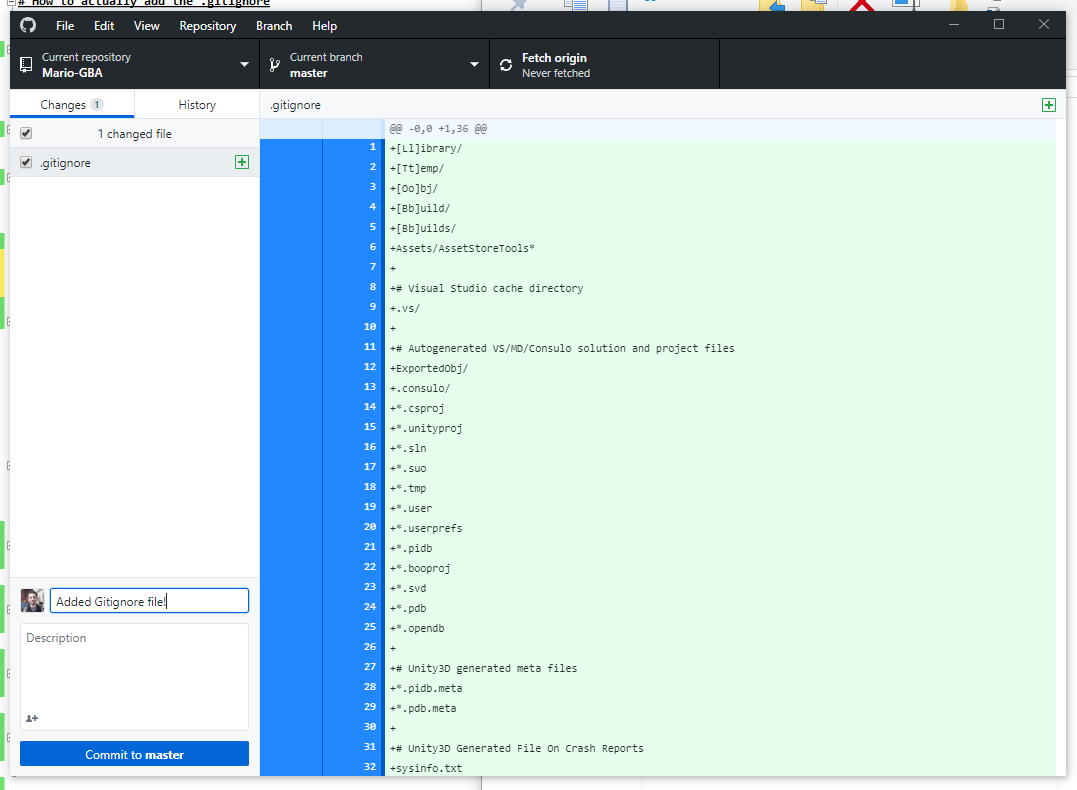 # How to actually add the .gitignore
File Edit View Repository Branch Help
Current repository
Mario-GBA
Current branch
master
Fetch origin
Never fetched
Changes 1 History
.gitignore
1 changed file
.gitignore
@@ -0,0 +1,36 @@
1 +[Ll]ibrary/
2 +[Tt]emp/
3 +[Oo]bj/
4 +[Bb]uild/
5 +[Bb]uilds/
6 +Assets/AssetStoreTools*
7 +
8 +# Visual Studio cache directory
9 +.vs/
10 +
11 +# Autogenerated VS/MD/Consulo solution and project files
12 +ExportedObj/
13 +.consulo/
14 +*.csproj
15 +*.unityproj
16 +*.sln
17 +*.suo
18 +*.tmp
19 +*.user
20 +*.userprefs
21 +*.pidb
22 +*.booproj
23 +*.svd
24 +*.pdb
25 +*.opendb
26 +
27 +# Unity3D generated meta files
28 +*.pidb.meta
29 +*.pdb.meta
30 +
31 +# Unity3D Generated File On Crash Reports
32 +sysinfo.txt
Added Gitignore file!
Description
Commit to master